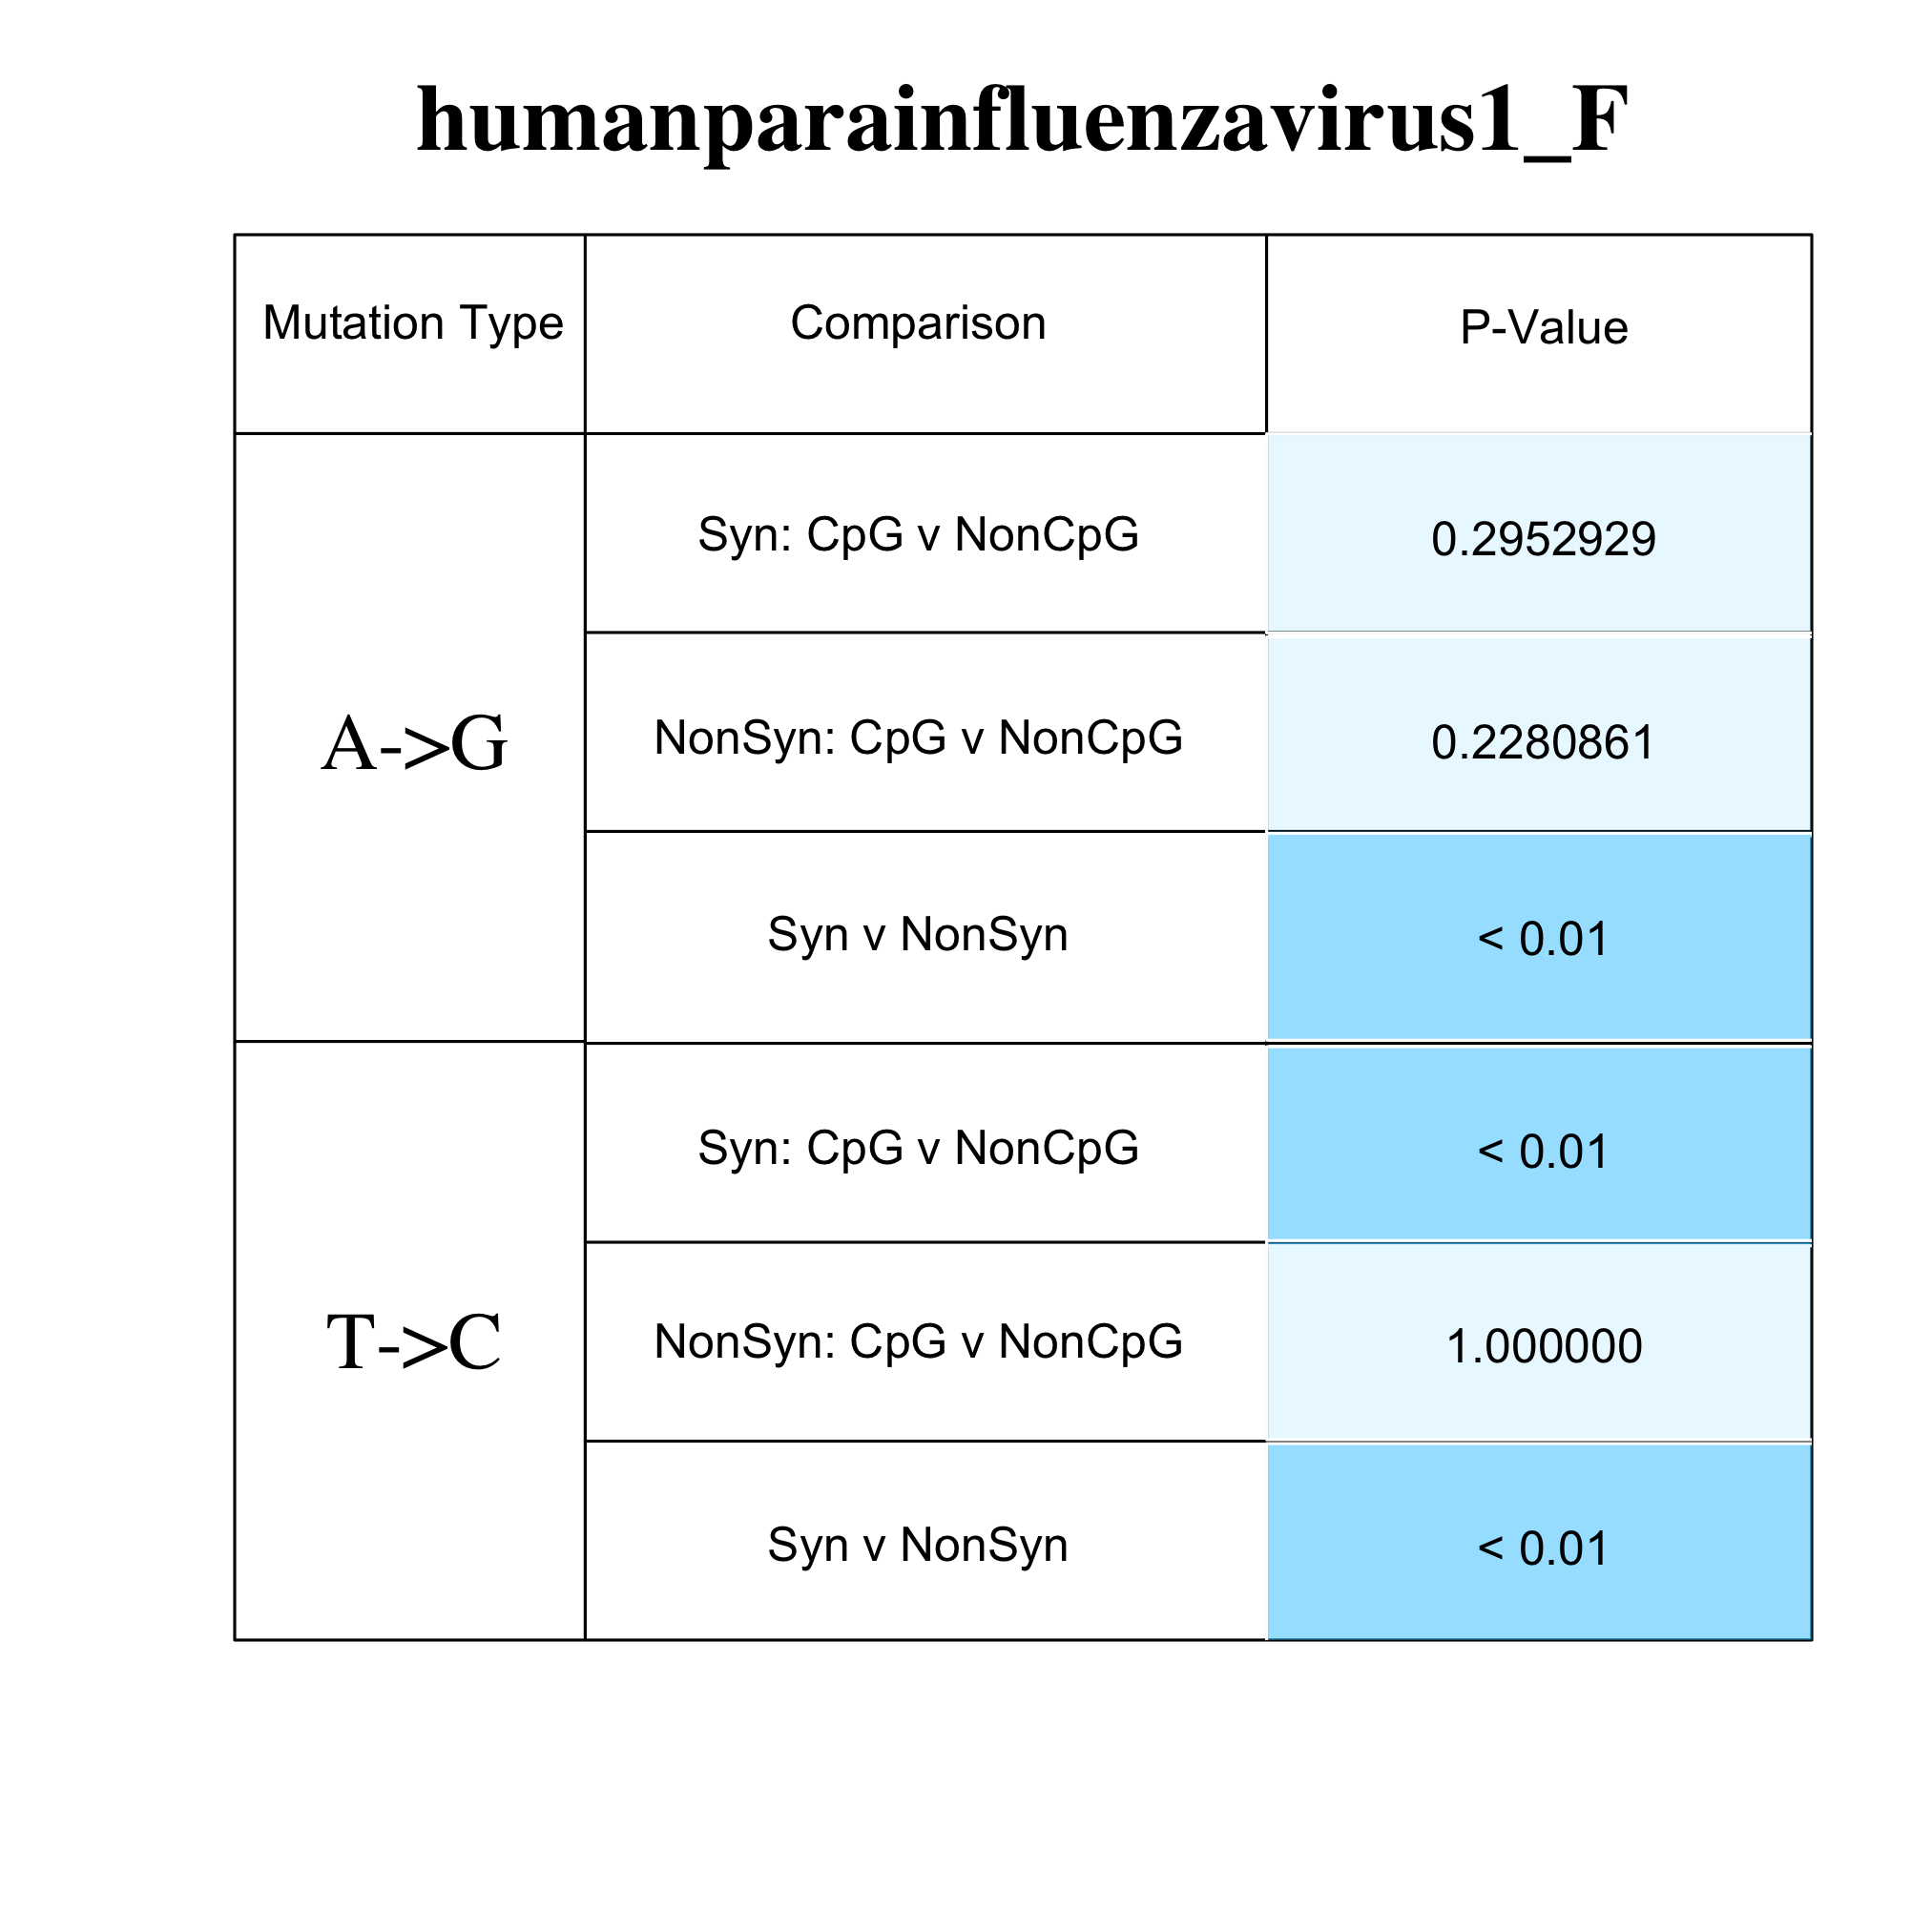 humanparainfluenzavirus1_F
Mutation Type Comparison P-Value
A->G
Syn: CpG v NonCpG 0.2952929
NonSyn: CpG v NonCpG 0.2280861
Syn v NonSyn < 0.01
T->C
Syn: CpG v NonCpG < 0.01
NonSyn: CpG v NonCpG 1.000000
Syn v NonSyn < 0.01